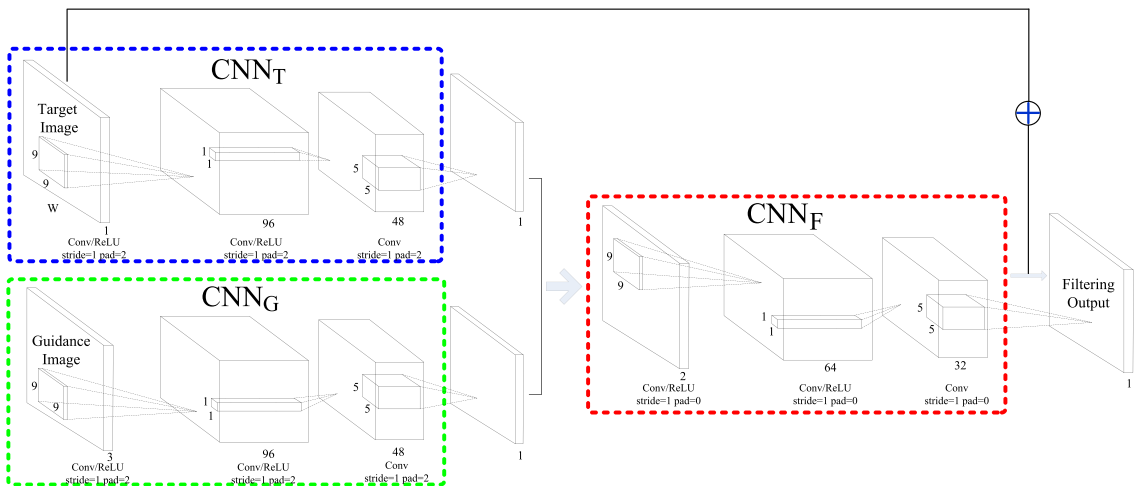 CNN_T
Target
Image
9
9
W
1
1
1
5
5
96
48
1
Conv/ReLU
stride=1 pad=2
Conv/ReLU
stride=1 pad=2
Conv
stride=1 pad=2
CNN_G
Guidance
Image
9
9
1
1
5
5
3
96
48
1
Conv/ReLU
stride=1 pad=2
Conv/ReLU
stride=1 pad=2
Conv
stride=1 pad=2
CNN_F
9
9
1
1
5
5
2
64
32
Conv/ReLU
stride=1 pad=0
Conv/ReLU
stride=1 pad=0
Conv
stride=1 pad=0
Filtering
Output
1